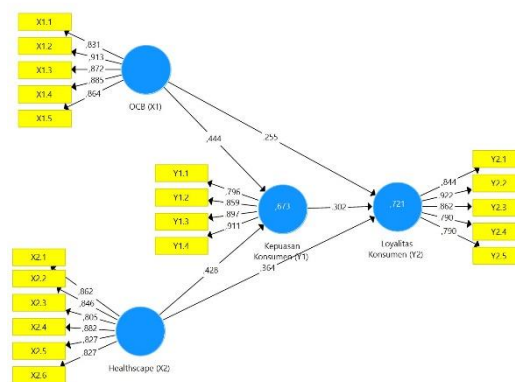 X1.1
X1.2
X1.3
X1.4
X1.5
,831
,913
,872
,885
,864
OCB (X1)
,444
,255
Y1.1
Y1.2
Y1.3
Y1.4
,796
,859
,897
,911
,673
Kepuasan
Konsumen (Y1)
,302
,721
Loyalitas
Konsumen (Y2)
,844
,922
,862
,790
,790
Y2.1
Y2.2
Y2.3
Y2.4
Y2.5
,428
,364
X2.1
X2.2
X2.3
X2.4
X2.5
X2.6
,862
,846
,805
,882
,827
,827
Healthscape (X2)